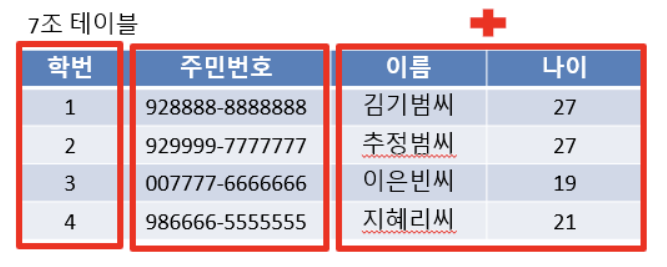 7조 테이블
학번 주민번호 이름 나이
1 928888-8888888 김기범씨 27
2 929999-7777777 추정범씨 27
3 007777-6666666 이은빈씨 19
4 986666-5555555 지혜리씨 21